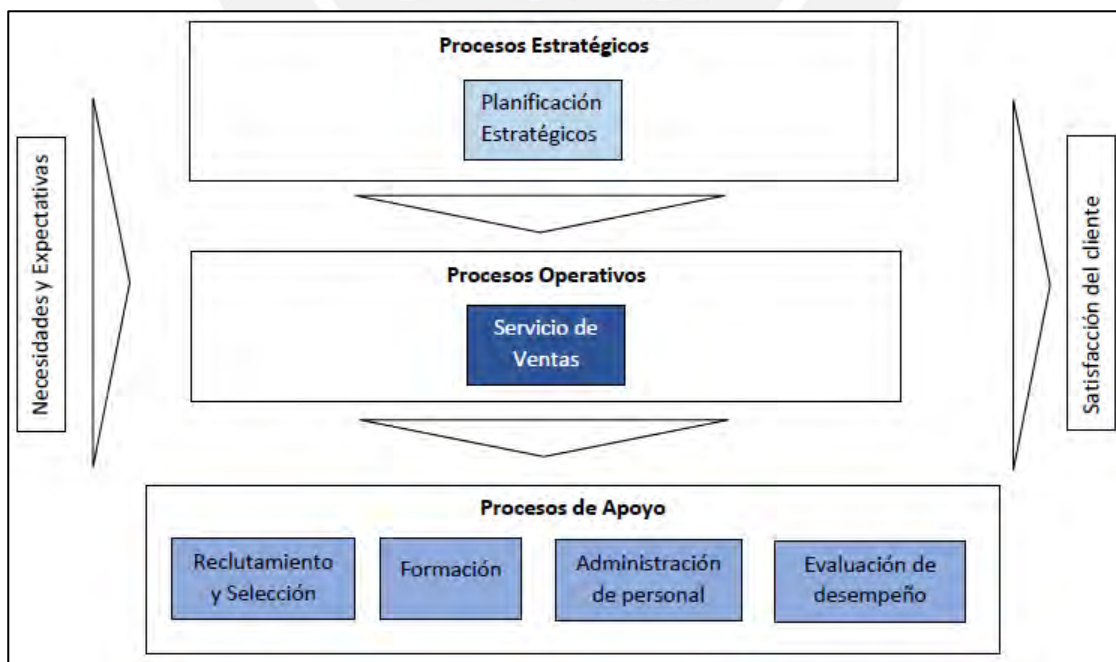 Procesos Estratégicos
Planificación
Estratégicos
Necesidades y Expectativas
Procesos Operativos
Servicio de
Ventas
Satisfacción del cliente
Procesos de Apoyo
Reclutamiento
y Selección
Formación
Administración
de personal
Evaluación de
desempeño